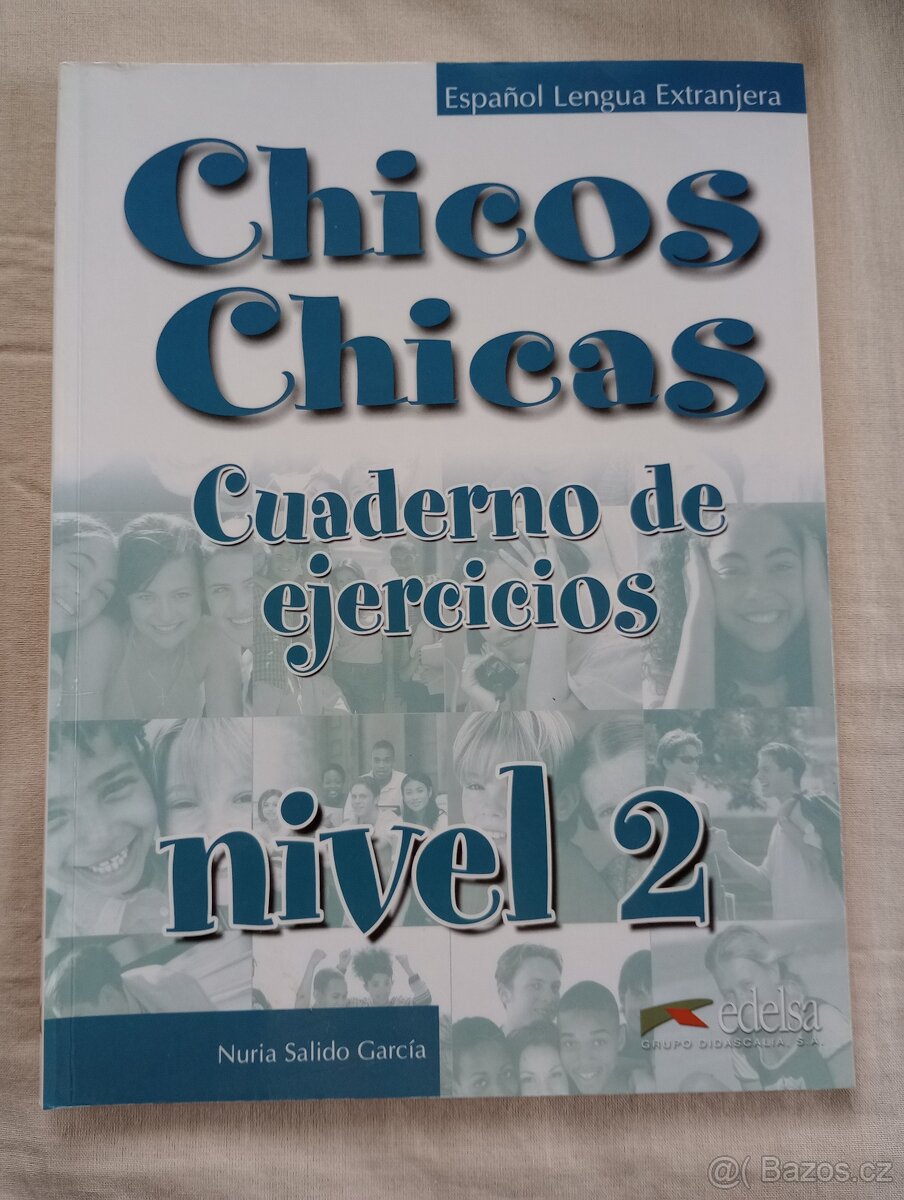 Español Lengua Extranjera
Chicos
Chicas
Cuaderno de
ejercicios
nivel 2
edelsa
GRUPO DIDASCALIA, S.A.
Nuria Salido García
@( Bazos.cz